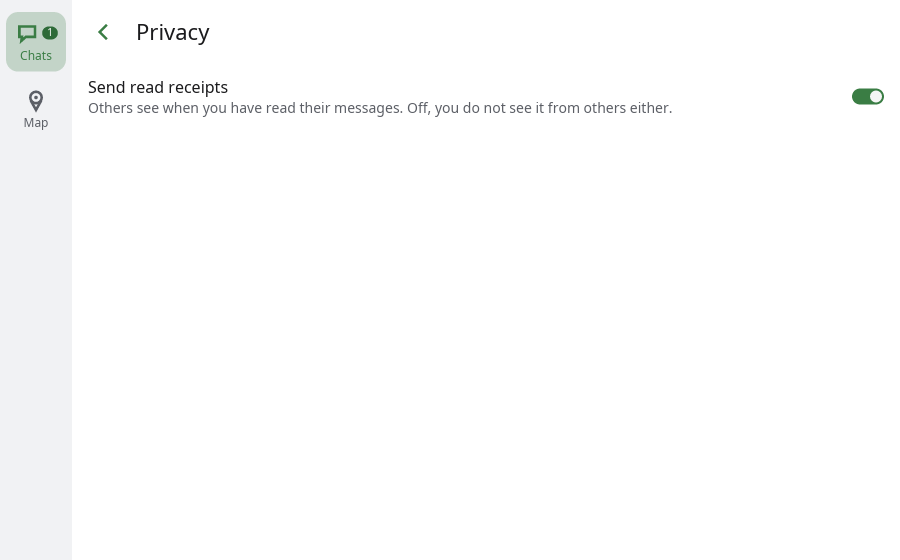 1
Chats
Map
Privacy
Send read receipts
Others see when you have read their messages. Off, you do not see it from others either.